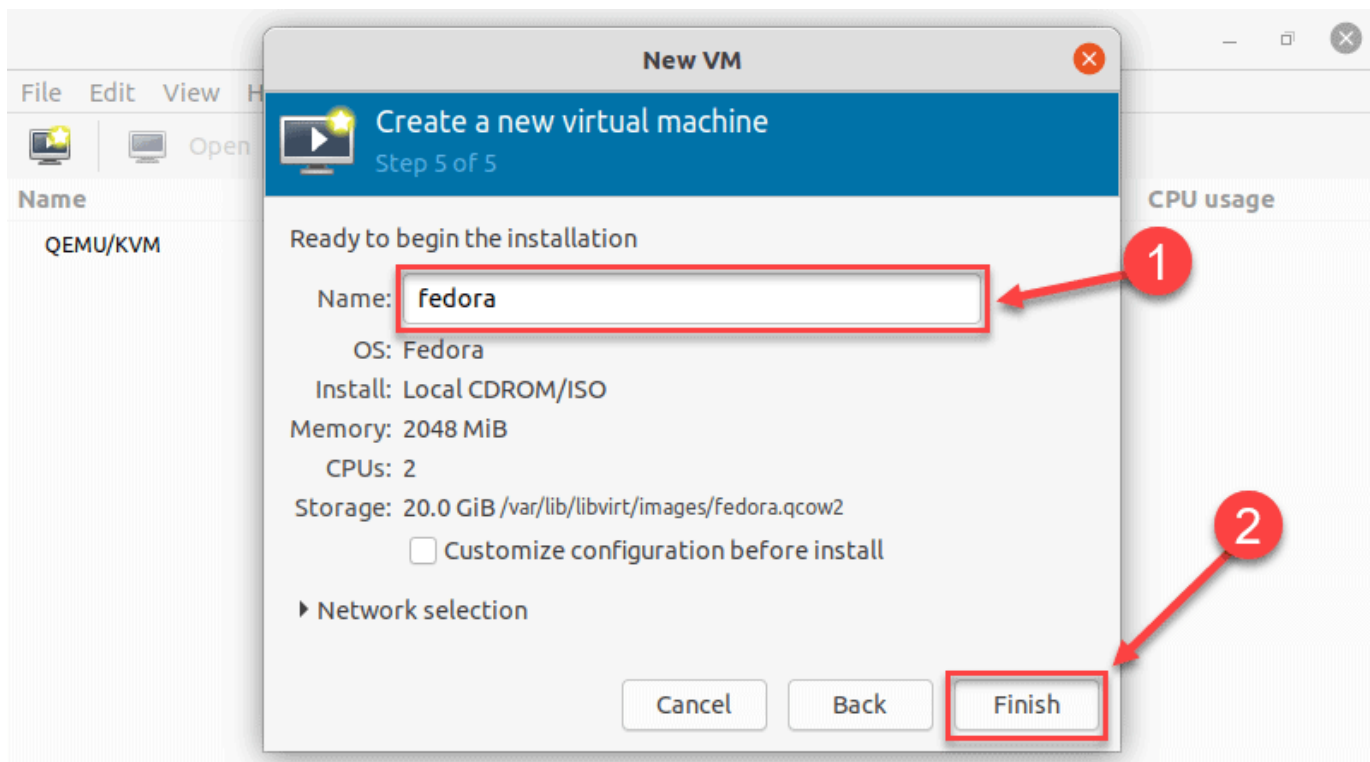 New VM
File Edit View H
Create a new virtual machine
Step 5 of 5
Open
Name
CPU usage
QEMU/KVM
Ready to begin the installation
1
Name: fedora
OS: Fedora
Install: Local CDROM/ISO
Memory: 2048 MiB
CPUs: 2
Storage: 20.0 GiB /var/lib/libvirt/images/fedora.qcow2
2
Customize configuration before install
Network selection
Cancel Back Finish